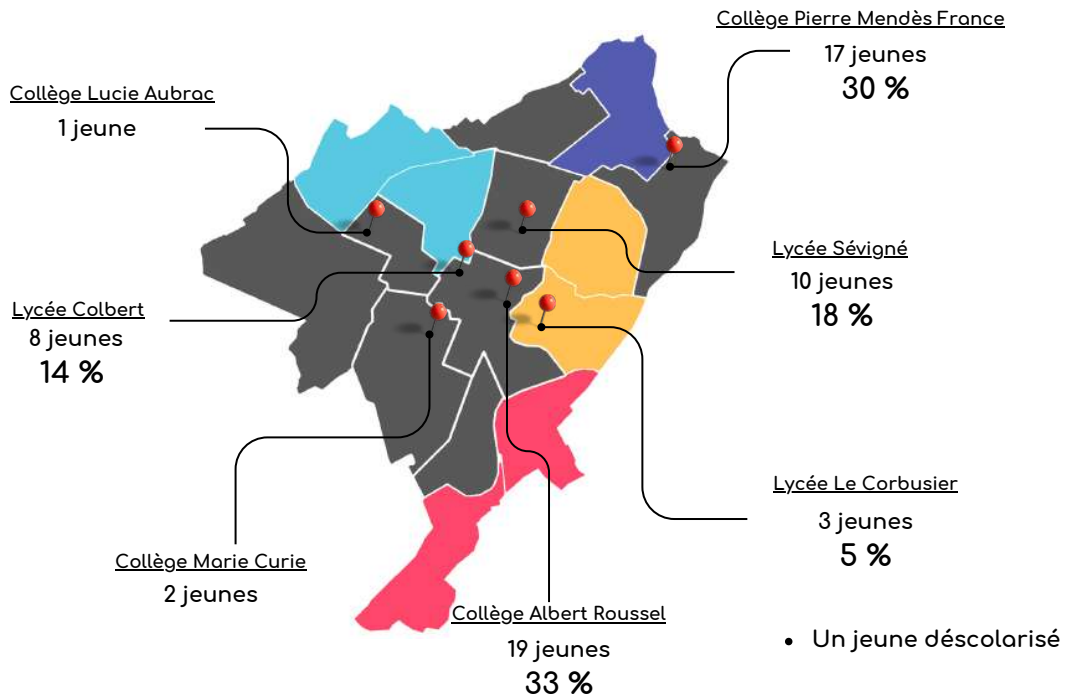 Collège Pierre Mendès France
17 jeunes
30 %
Collège Lucie Aubrac
1 jeune
Lycée Sévigné
10 jeunes
18 %
Lycée Colbert
8 jeunes
14 %
Lycée Le Corbusier
3 jeunes
5 %
Collège Marie Curie
2 jeunes
Collège Albert Roussel
19 jeunes
33 %
• Un jeune déscolarisé